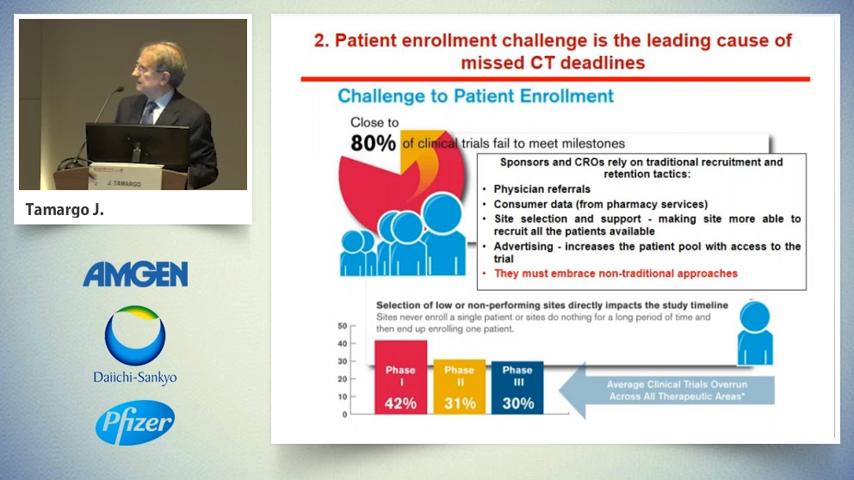 2. Patient enrollment challenge is the leading cause of
missed CT deadlines
Challenge to Patient Enrollment
Close to
80% of clinical trials fail to meet milestones
Sponsors and CROs rely on traditional recruitment and
retention tactics:
• Physician referrals
• Consumer data (from pharmacy services)
• Site selection and support - making site more able to
recruit all the patients available
• Advertising - increases the patient pool with access to the
trial
• They must embrace non-traditional approaches
Selection of low or non-performing sites directly impacts the study timeline
Sites never enroll a single patient or sites do nothing for a long period of time and
then end up enrolling one patient.
50
40
30
20
10
0
Phase
I
42%
Phase
II
31%
Phase
III
30%
Average Clinical Trials Overrun
Across All Therapeutic Areas*
J. TAMARGO
Tamargo J.
AMGEN
Daiichi-Sankyo
Pfizer